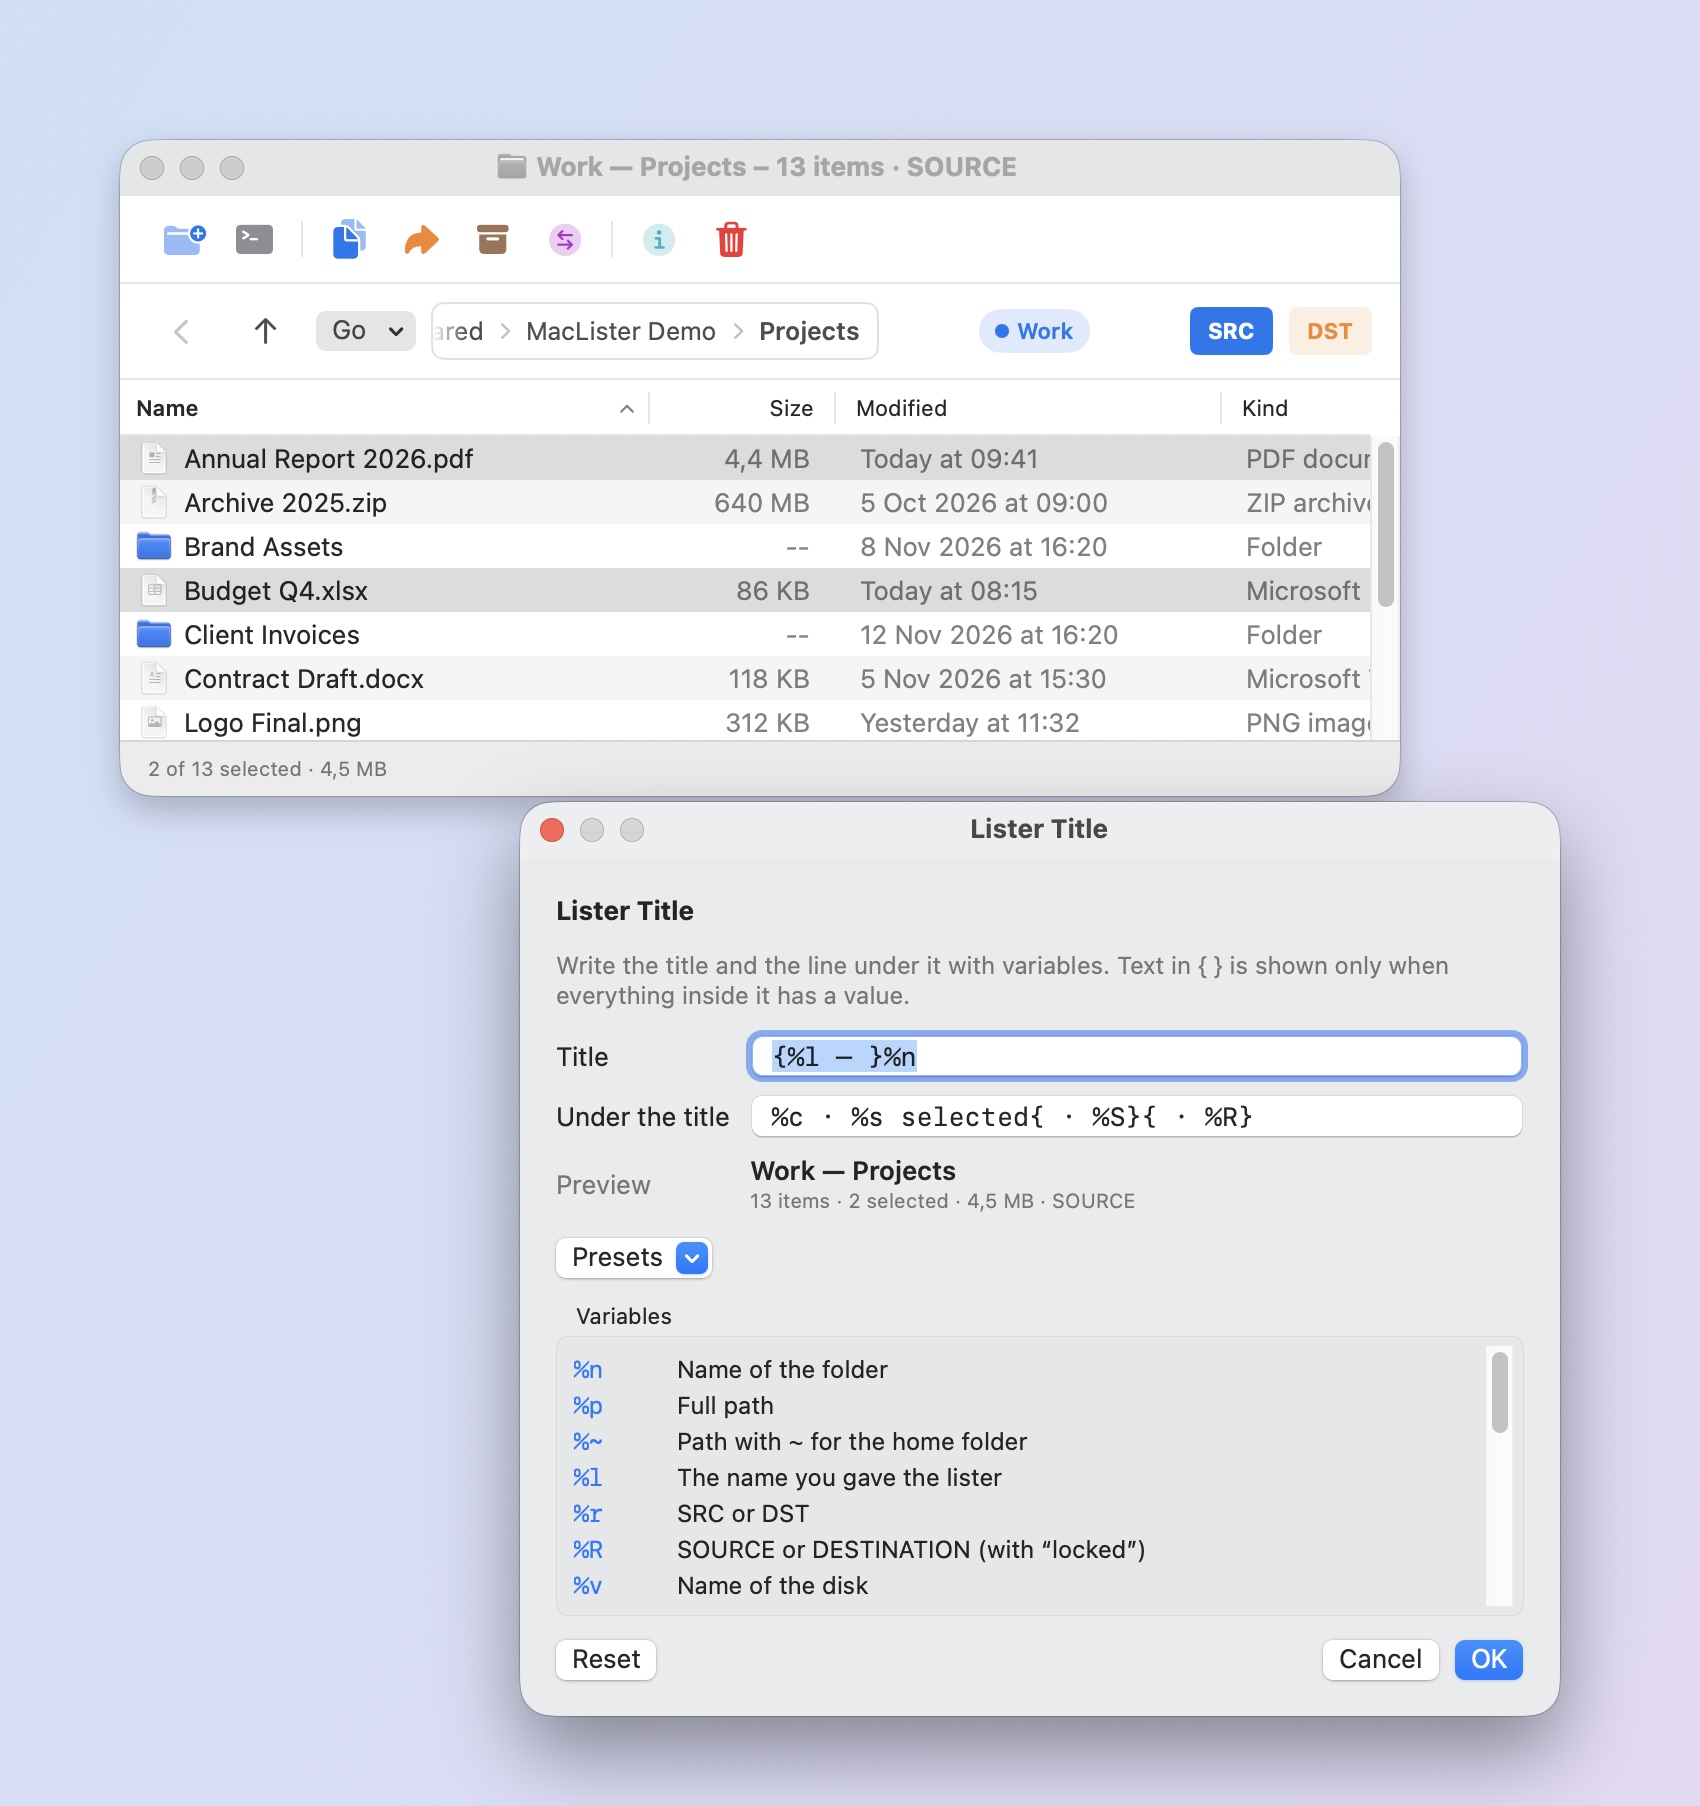 Work — Projects – 13 items · SOURCE
Go ared > MacLister Demo > Projects Work SRC DST
Name Size Modified Kind
Annual Report 2026.pdf 4,4 MB Today at 09:41 PDF docum
Archive 2025.zip 640 MB 5 Oct 2026 at 09:00 ZIP archive
Brand Assets -- 8 Nov 2026 at 16:20 Folder
Budget Q4.xlsx 86 KB Today at 08:15 Microsoft
Client Invoices -- 12 Nov 2026 at 16:20 Folder
Contract Draft.docx 118 KB 5 Nov 2026 at 15:30 Microsoft
Logo Final.png 312 KB Yesterday at 11:32 PNG image
2 of 13 selected · 4,5 MB
Lister Title
Lister Title
Write the title and the line under it with variables. Text in { } is shown only when
everything inside it has a value.
Title {%l — }%n
Under the title %c · %s selected{ · %S}{ · %R}
Preview Work — Projects
13 items · 2 selected · 4,5 MB · SOURCE
Presets
Variables
%n Name of the folder
%p Full path
%~ Path with ~ for the home folder
%l The name you gave the lister
%r SRC or DST
%R SOURCE or DESTINATION (with “locked”)
%v Name of the disk
Reset Cancel OK